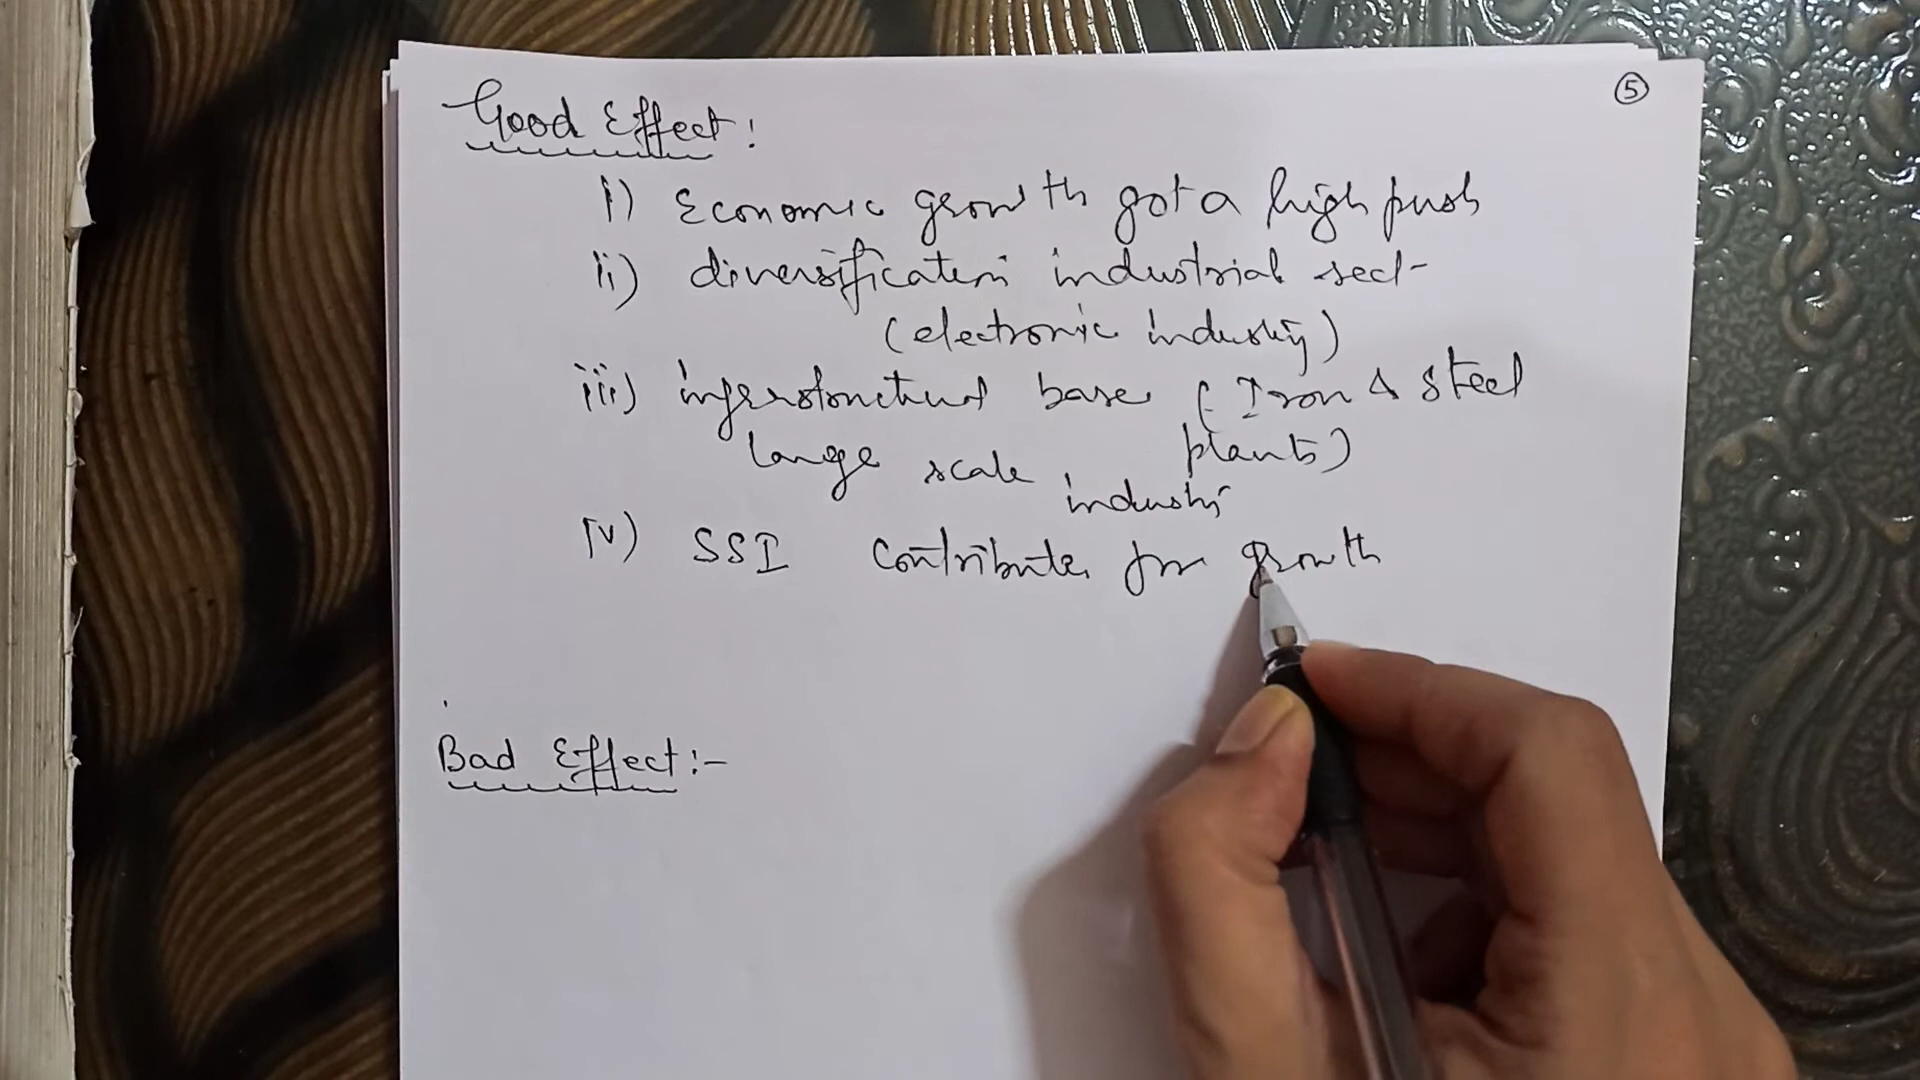 ⑤
Good Effect:
i) Economic growth got a high push
ii) diversification industrial sect-
(electronic industry)
iii) infrastructural base (Iron & Steel
plants)
large scale
industry
iv) SSI Contributes for growth
Bad Effect:-